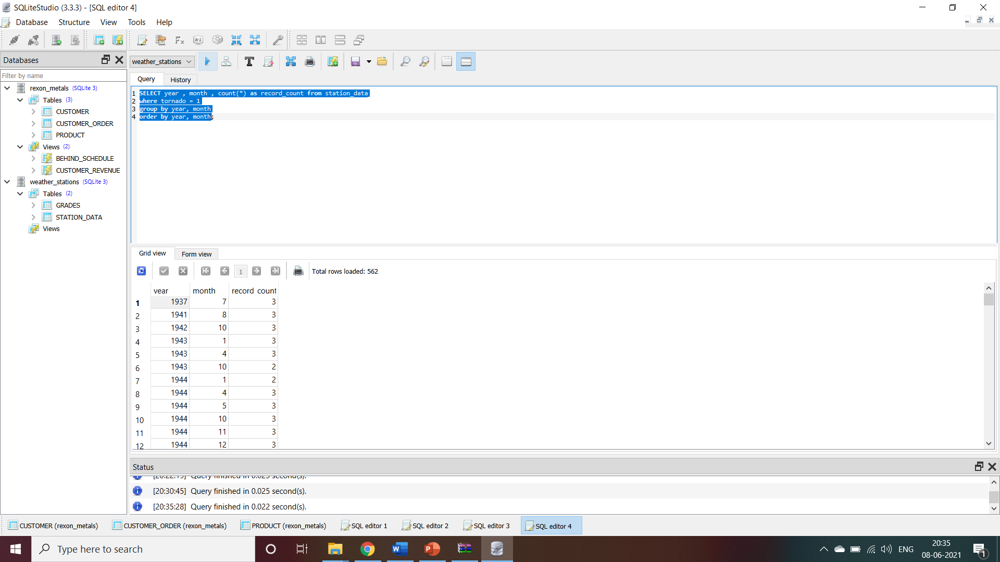 SQLiteStudio (3.3.3) - [SQL editor 4]
Database Structure View Tools Help
Databases
Filter by name
rexon_metals (SQLite 3)
Tables (3)
CUSTOMER
CUSTOMER_ORDER
PRODUCT
Views (2)
BEHIND_SCHEDULE
CUSTOMER_REVENUE
weather_stations (SQLite 3)
Tables (2)
GRADES
STATION_DATA
Views
weather_stations
Query History
1 SELECT year , month , count(*) as record_count from station_data
2 where tornado = 1
3 group by year, month
4 order by year, month;
Grid view Form view
1 Total rows loaded: 562
year month record_count
1 1937 7 3
2 1941 8 3
3 1942 10 3
4 1943 1 3
5 1943 4 3
6 1943 10 2
7 1944 1 2
8 1944 4 3
9 1944 5 3
10 1944 10 3
11 1944 11 3
12 1944 12 3
Status
[20:22:19] Query finished in 0.025 second(s).
[20:30:45] Query finished in 0.025 second(s).
[20:35:28] Query finished in 0.022 second(s).
CUSTOMER (rexon_metals) CUSTOMER_ORDER (rexon_metals) PRODUCT (rexon_metals) SQL editor 1 SQL editor 2 SQL editor 3 SQL editor 4
Type here to search
ENG
20:35
08-06-2021
1